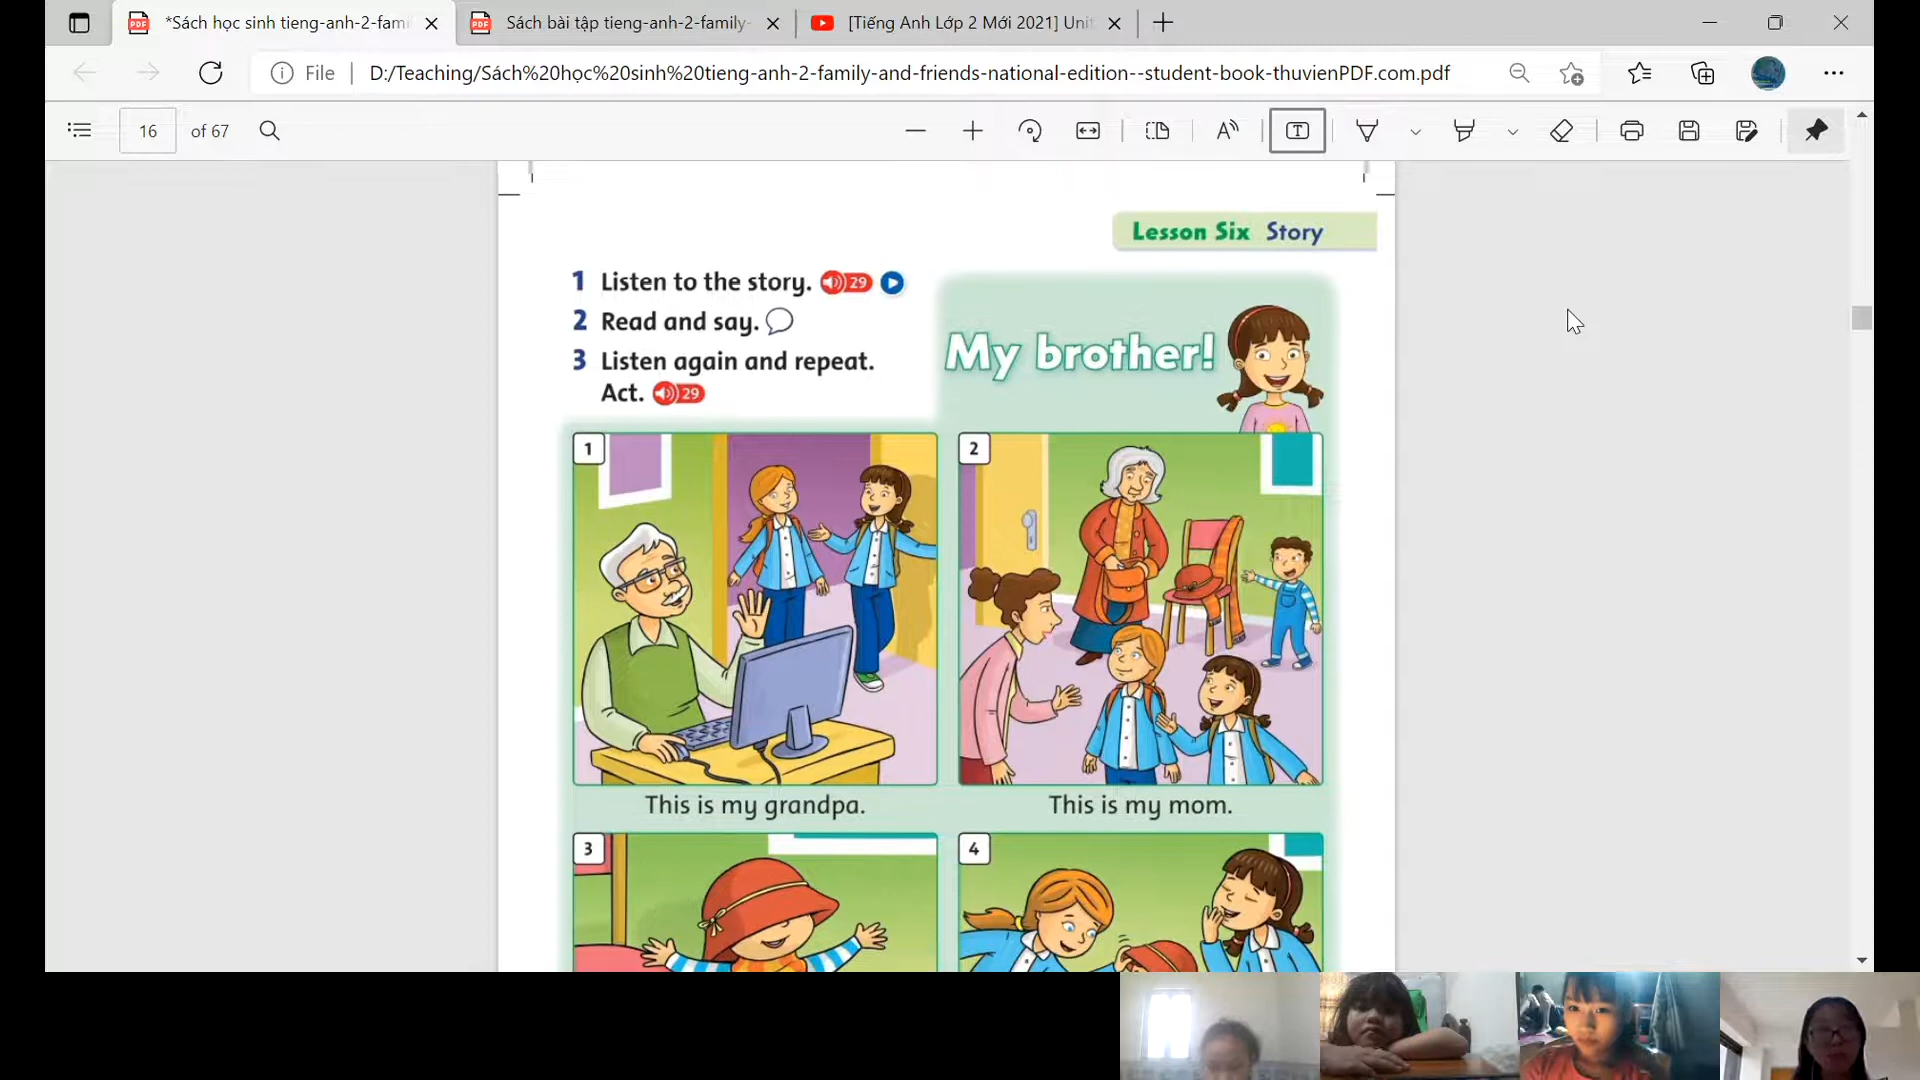 *Sách học sinh tieng-anh-2-fami
Sách bài tập tieng-anh-2-family-
[Tiếng Anh Lớp 2 Mới 2021] Unit
File
D:/Teaching/Sách%20học%20sinh%20tieng-anh-2-family-and-friends-national-edition--student-book-thuvienPDF.com.pdf
16 of 67
Lesson Six Story
1 Listen to the story. 29
2 Read and say.
3 Listen again and repeat.
Act. 29
My brother!
1
2
This is my grandpa.
This is my mom.
3
4